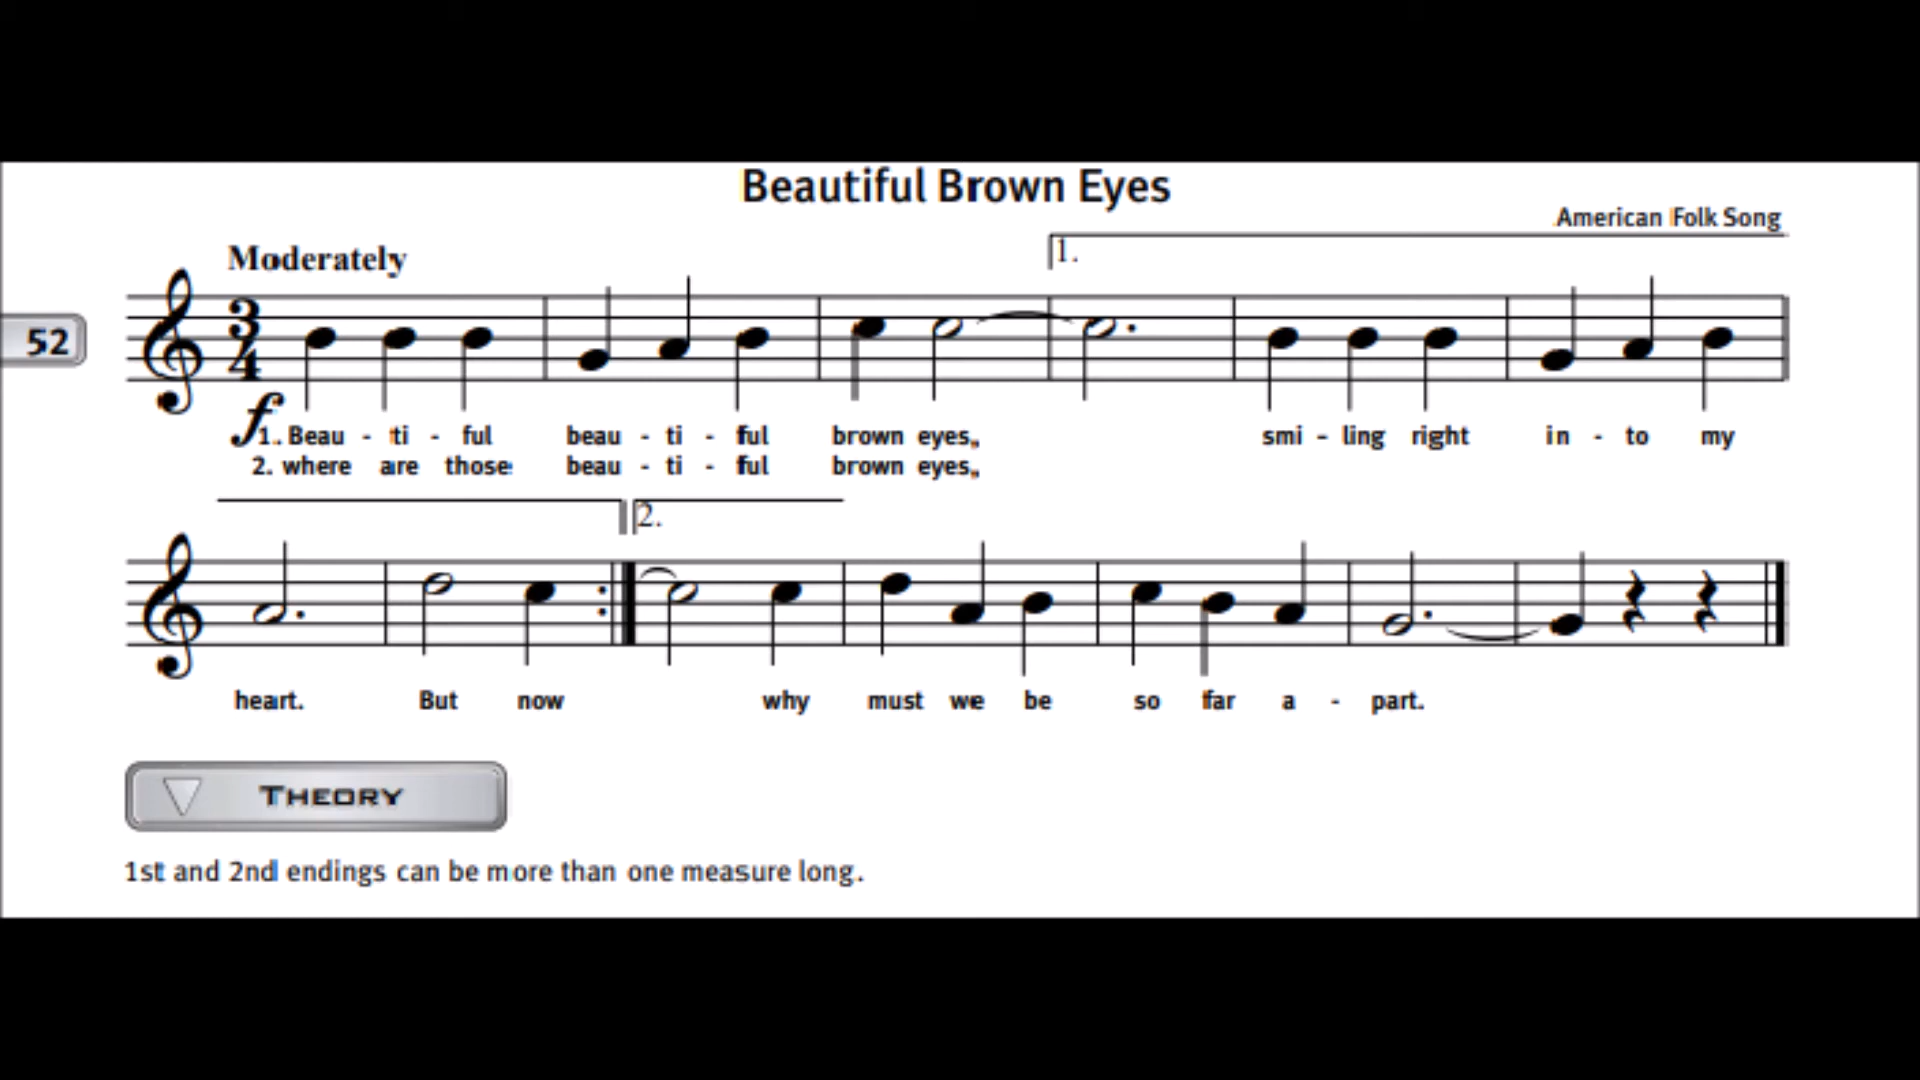 Beautiful Brown Eyes
American Folk Song
Moderately
1.
52
3
4
f
1. Beau - ti - ful beau - ti - ful brown eyes, smi - ling right in - to my
2. where are those beau - ti - ful brown eyes,
2.
heart. But now why must we be so far a - part.
THEORY
1st and 2nd endings can be more than one measure long.